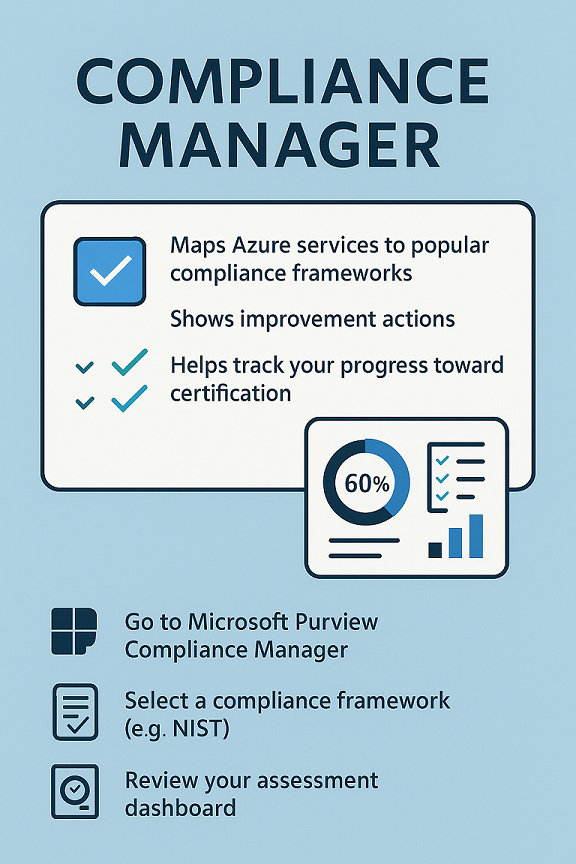 COMPLIANCE
MANAGER
Maps Azure services to popular
compliance frameworks
Shows improvement actions
Helps track your progress toward
certification
60%
Go to Microsoft Purview
Compliance Manager
Select a compliance framework
(e.g. NIST)
Review your assessment
dashboard